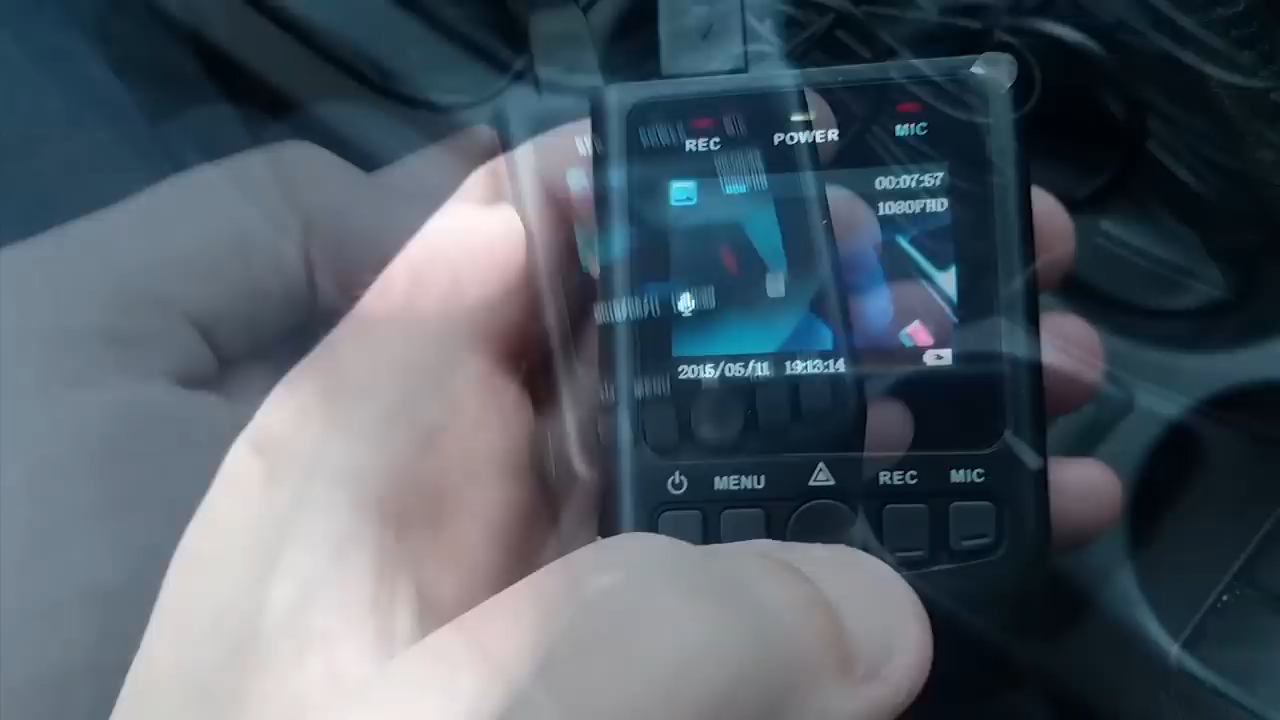 REC POWER MIC
00:07:57
1080FHD
2015/05/11 19:13:14
MENU REC MIC